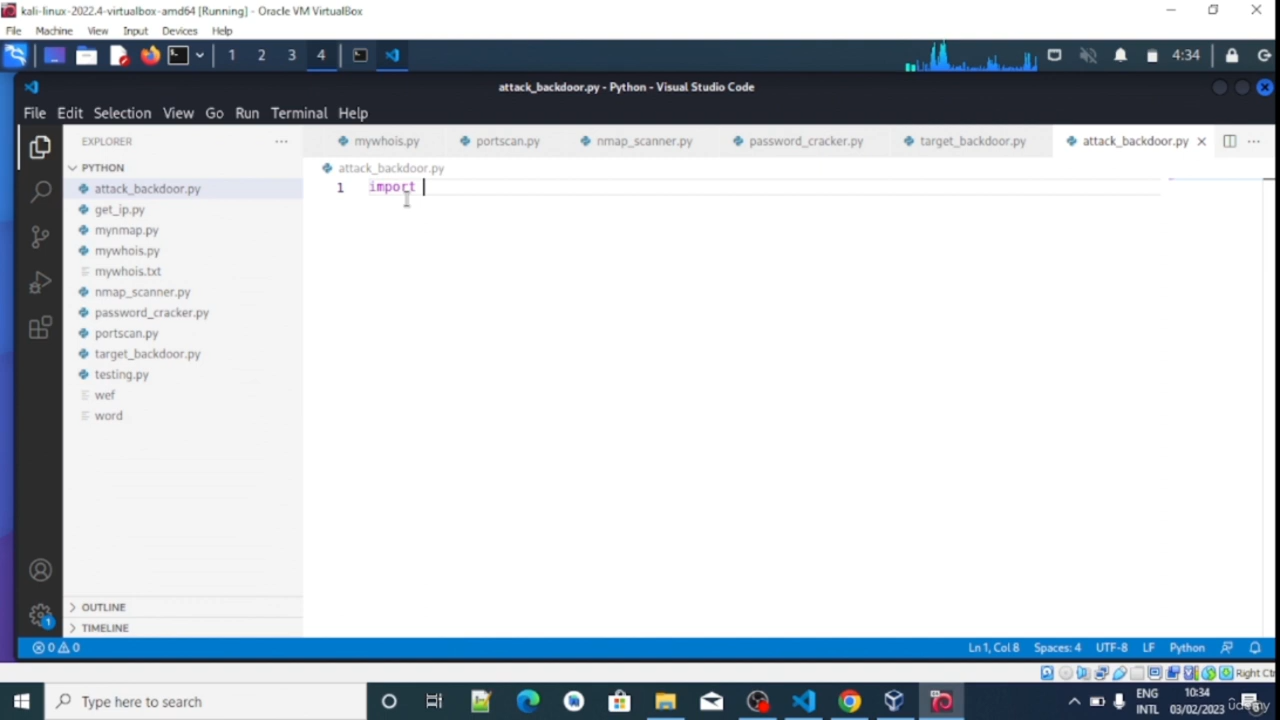 kali-linux-2022.4-virtualbox-amd64 [Running] - Oracle VM VirtualBox
File Machine View Input Devices Help
1 2 3 4 4:34
attack_backdoor.py - Python - Visual Studio Code
File Edit Selection View Go Run Terminal Help
EXPLORER ... mywhois.py portscan.py nmap_scanner.py password_cracker.py target_backdoor.py attack_backdoor.py ...
PYTHON
attack_backdoor.py
1 import
attack_backdoor.py
get_ip.py
mynmap.py
mywhois.py
mywhois.txt
nmap_scanner.py
password_cracker.py
portscan.py
target_backdoor.py
testing.py
wef
word
OUTLINE
TIMELINE
1
0 0 Ln 1, Col 8 Spaces: 4 UTF-8 LF Python
Right Ct
Type here to search
ENG
INTL
10:34
03/02/2023
udemy